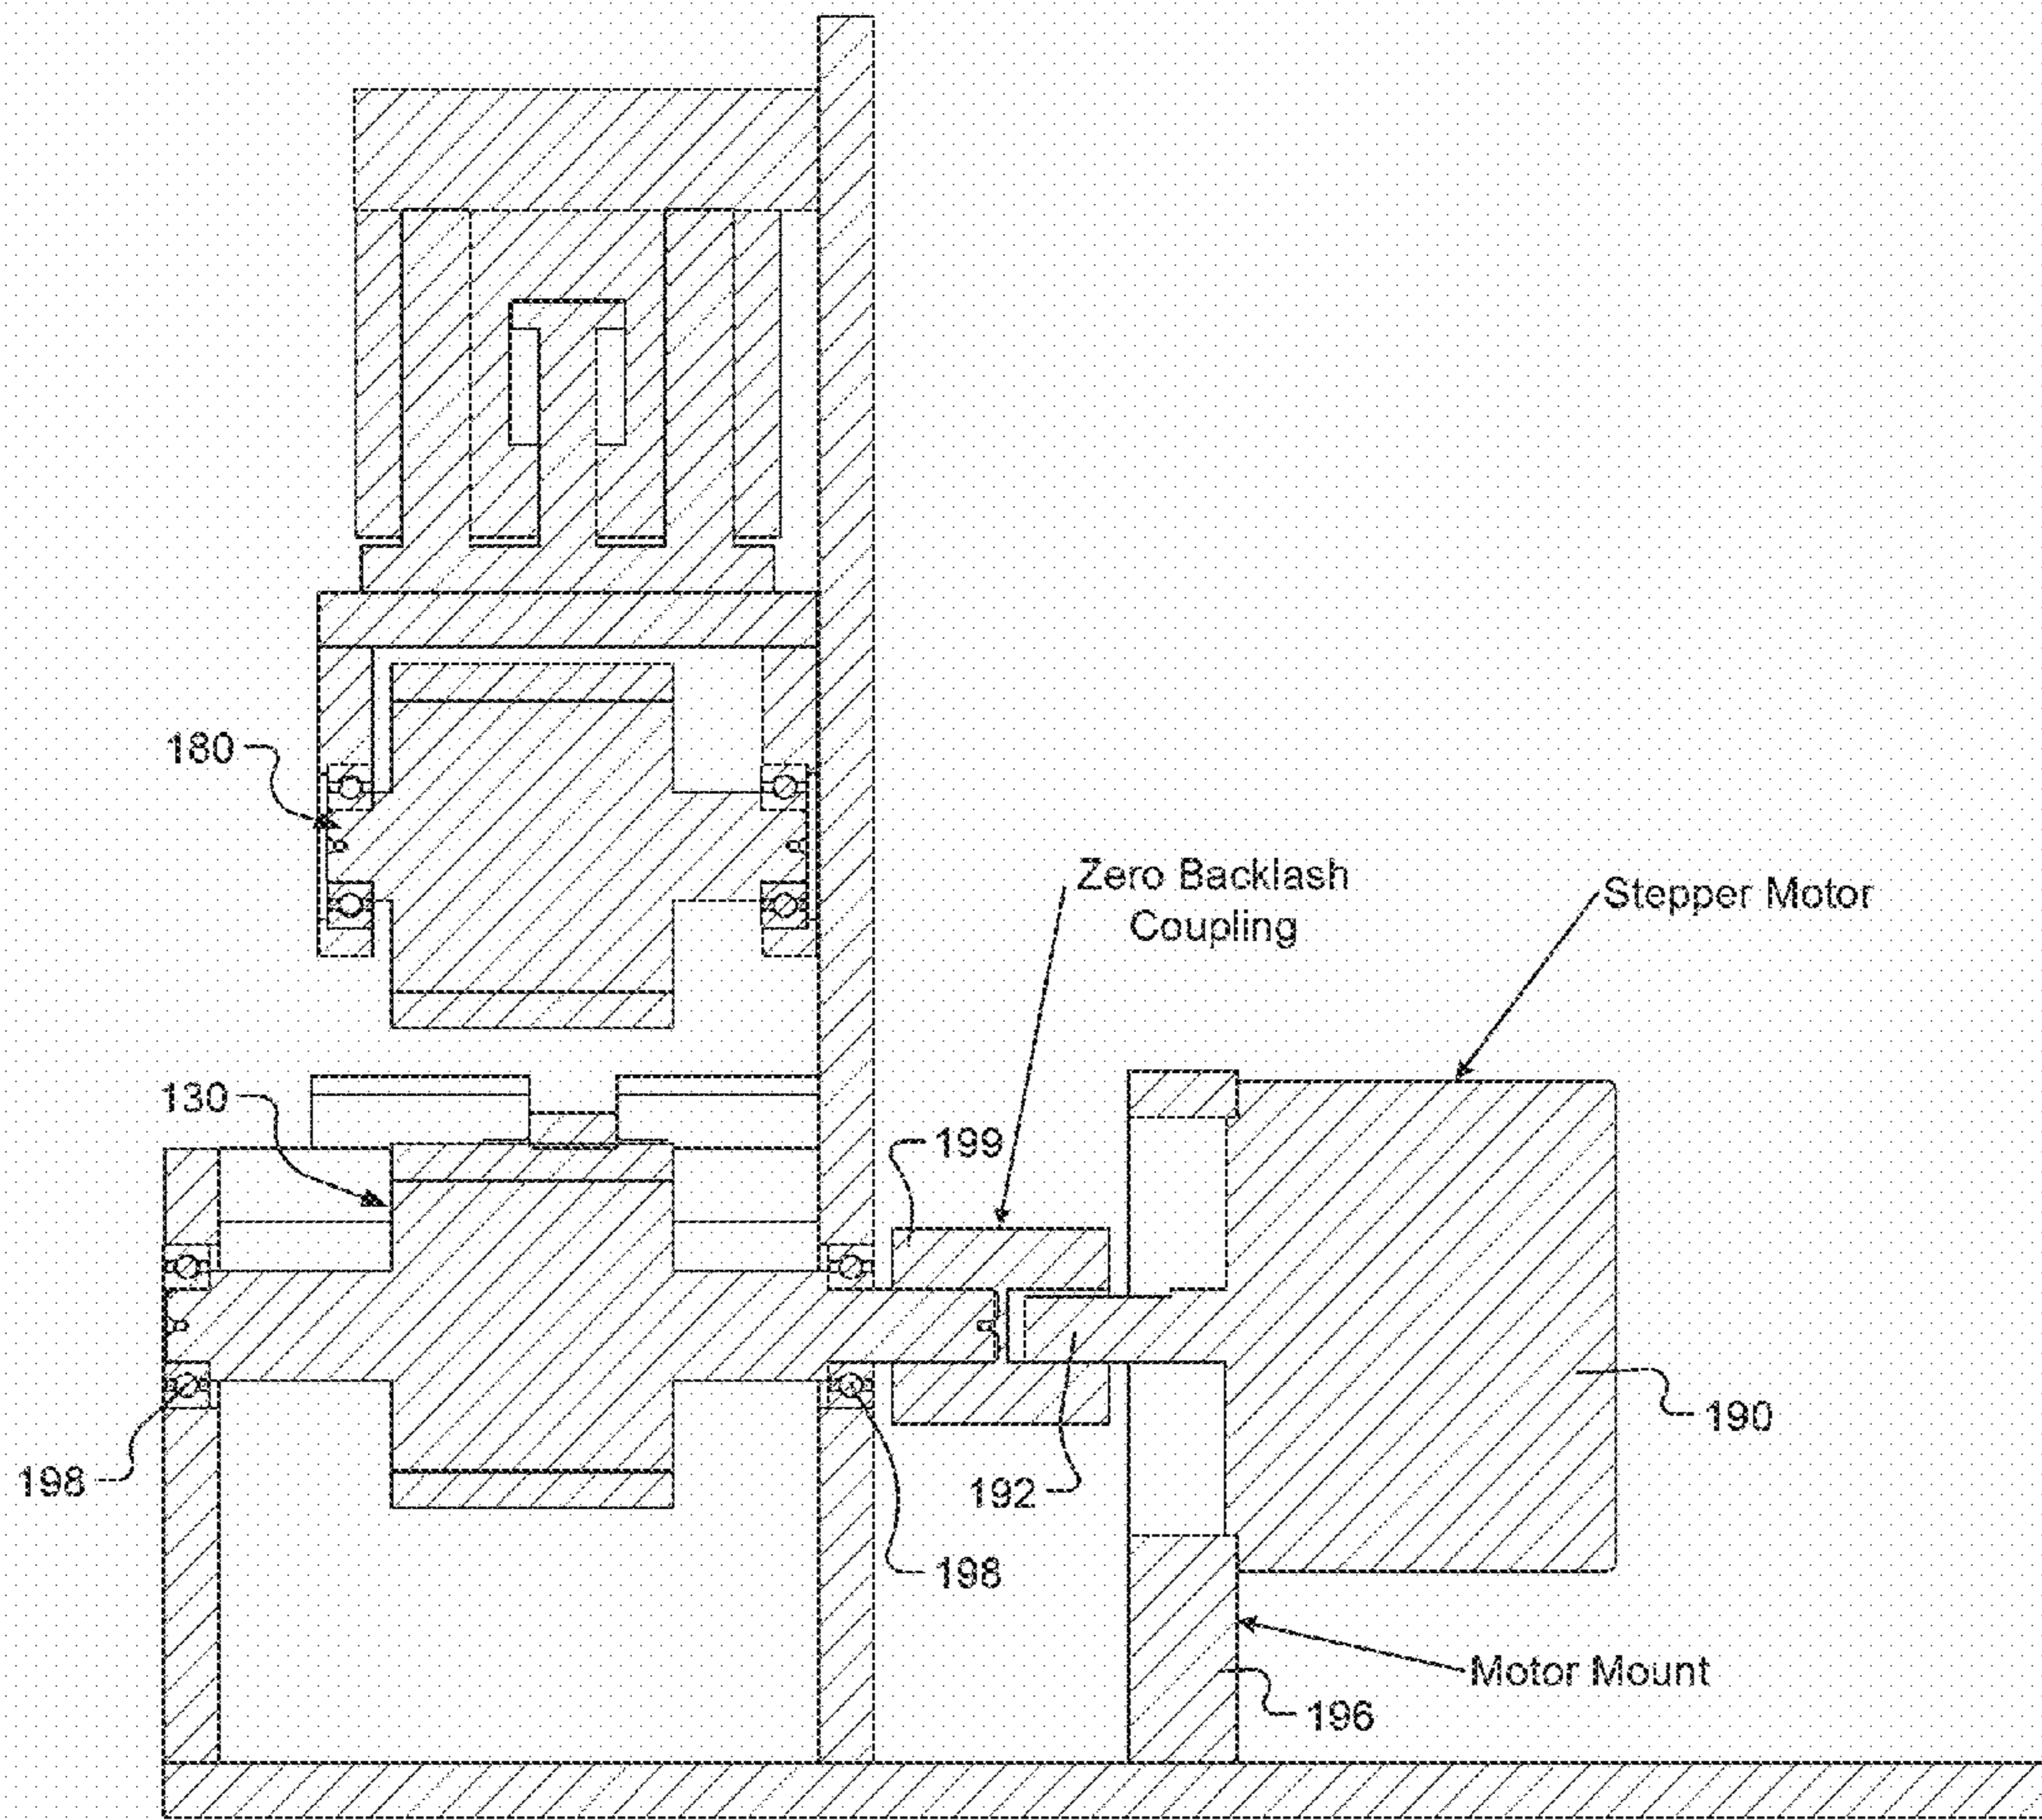 180
Zero Backlash
Coupling
Stepper Motor
130
199
190
198
192
198
Motor Mount
196